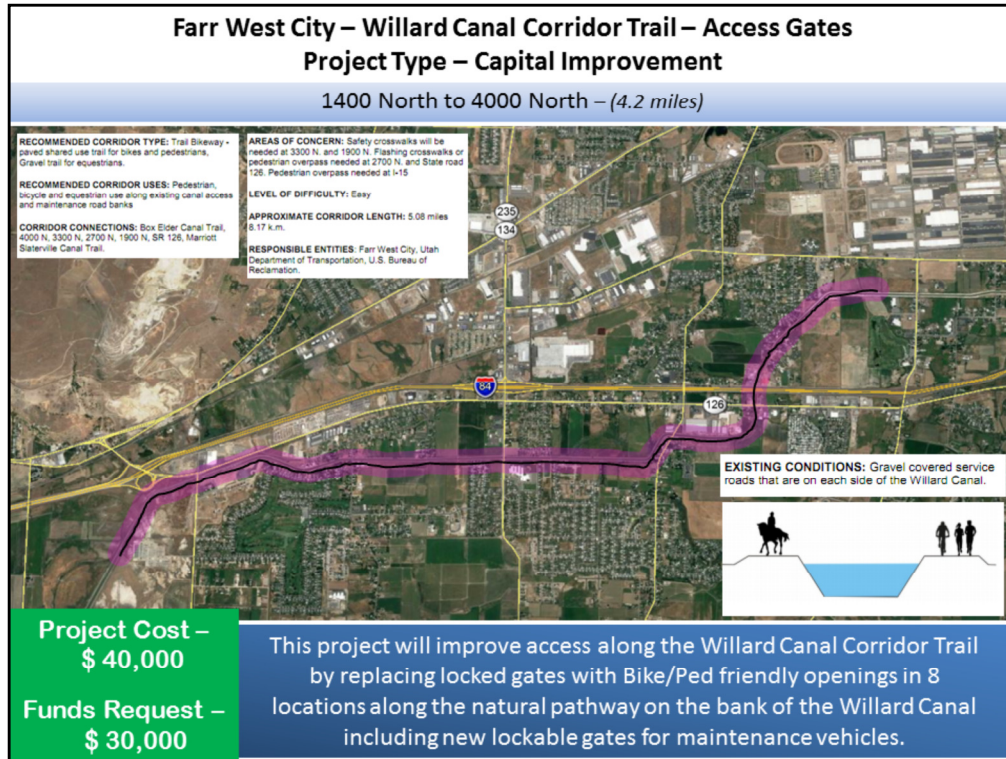 Farr West City – Willard Canal Corridor Trail – Access Gates
Project Type – Capital Improvement
1400 North to 4000 North – (4.2 miles)
RECOMMENDED CORRIDOR TYPE: Trail Bikeway -
paved shared use trail for bikes and pedestrians,
Gravel trail for equestrians.
RECOMMENDED CORRIDOR USES: Pedestrian,
bicycle and equestrian use along existing canal access
and maintenance road banks
CORRIDOR CONNECTIONS: Box Elder Canal Trail,
4000 N, 3300 N, 2700 N, 1900 N, SR 126, Marriott
Slaterville Canal Trail.
AREAS OF CONCERN: Safety crosswalks will be
needed at 3300 N. and 1900 N. Flashing crosswalks or
pedestrian overpass needed at 2700 N. and State road
126. Pedestrian overpass needed at I-15
LEVEL OF DIFFICULTY: Easy
APPROXIMATE CORRIDOR LENGTH: 5.08 miles
8.17 k.m.
RESPONSIBLE ENTITIES: Farr West City, Utah
Department of Transportation, U.S. Bureau of
Reclamation.
235
134
84
126
EXISTING CONDITIONS: Gravel covered service
roads that are on each side of the Willard Canal.
Project Cost –
$ 40,000
Funds Request –
$ 30,000
This project will improve access along the Willard Canal Corridor Trail
by replacing locked gates with Bike/Ped friendly openings in 8
locations along the natural pathway on the bank of the Willard Canal
including new lockable gates for maintenance vehicles.